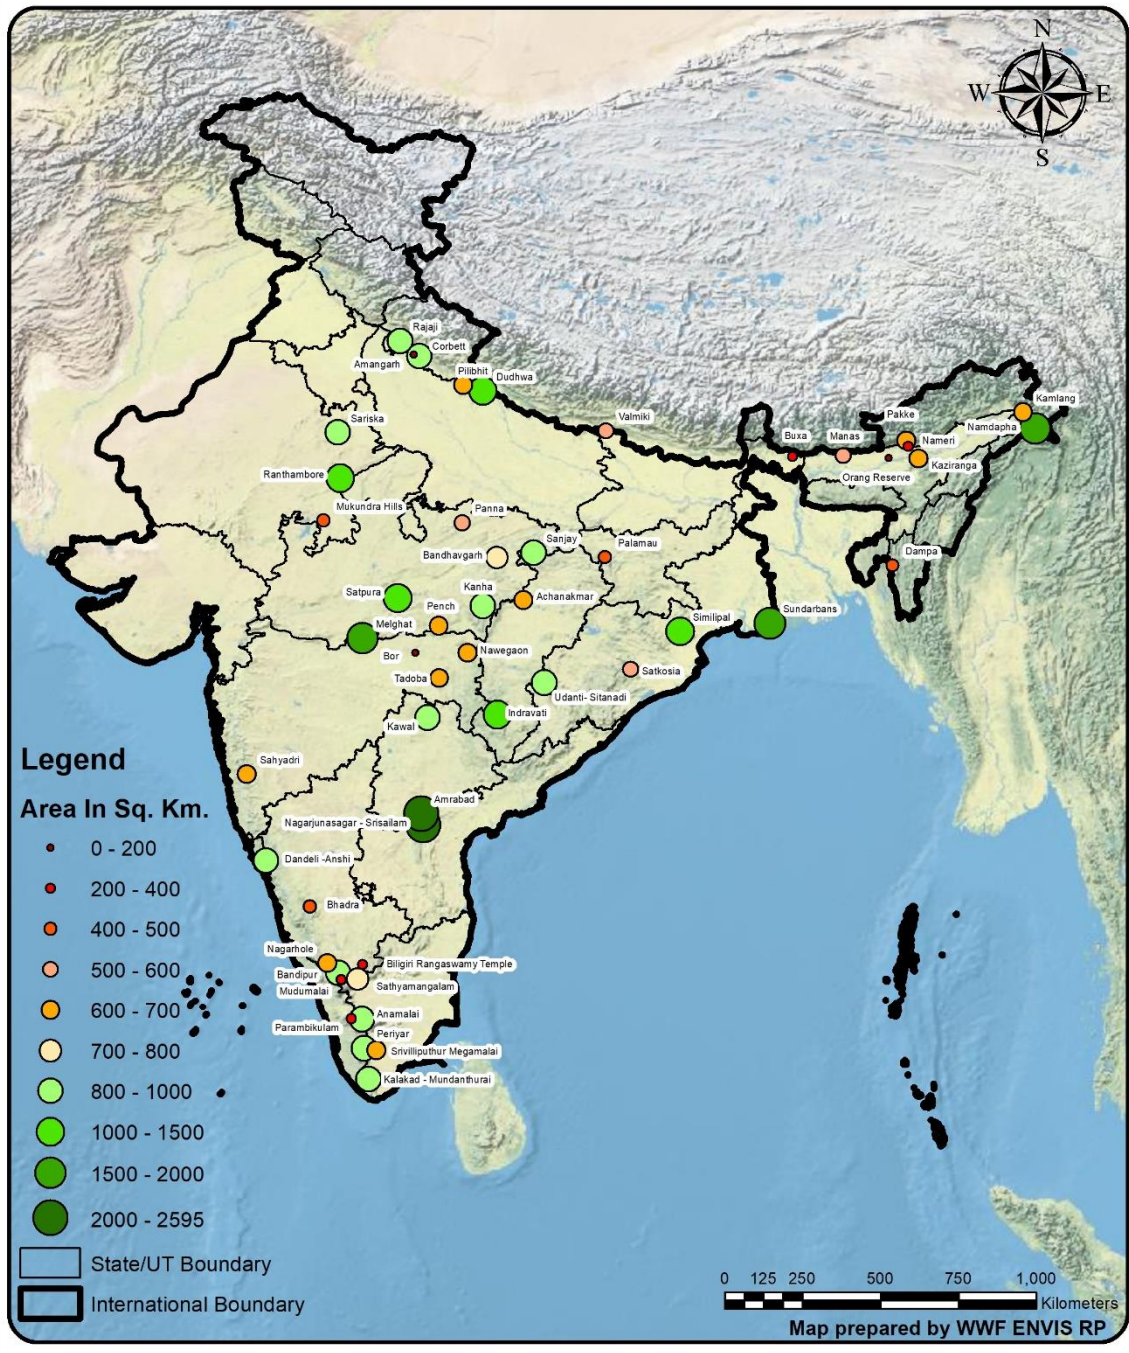 N
W
E
S
Rajaji
Corbett
Amangarh
Pilibhit
Dudhwa
Kamlang
Sariska
Valmiki
Pakke
Namdapha
Buxa
Manas
Nameri
Kaziranga
Ranthambore
Orang Reserve
Mukundra Hills
Panna
Sanjay
Palamau
Bandhavgarh
Dampa
Satpura
Kanha
Achanakmar
Pench
Sundarbans
Similipal
Melghat
Nawegaon
Bor
Satkosia
Tadoba
Udanti- Sitanadi
Indravati
Kawal
Sahyadri
Amrabad
Nagarjunasagar - Srisailam
Dandeli -Anshi
Bhadra
Nagarhole
Biligiri Rangaswamy Temple
Bandipur
Sathyamangalam
Mudumalai
Anamalai
Parambikulam
Periyar
Srivilliputhur Megamalai
Kalakad - Mundanthurai
Legend
Area In Sq. Km.
0 - 200
200 - 400
400 - 500
500 - 600
600 - 700
700 - 800
800 - 1000
1000 - 1500
1500 - 2000
2000 - 2595
State/UT Boundary
International Boundary
0 125 250 500 750 1,000
Kilometers
Map prepared by WWF ENVIS RP